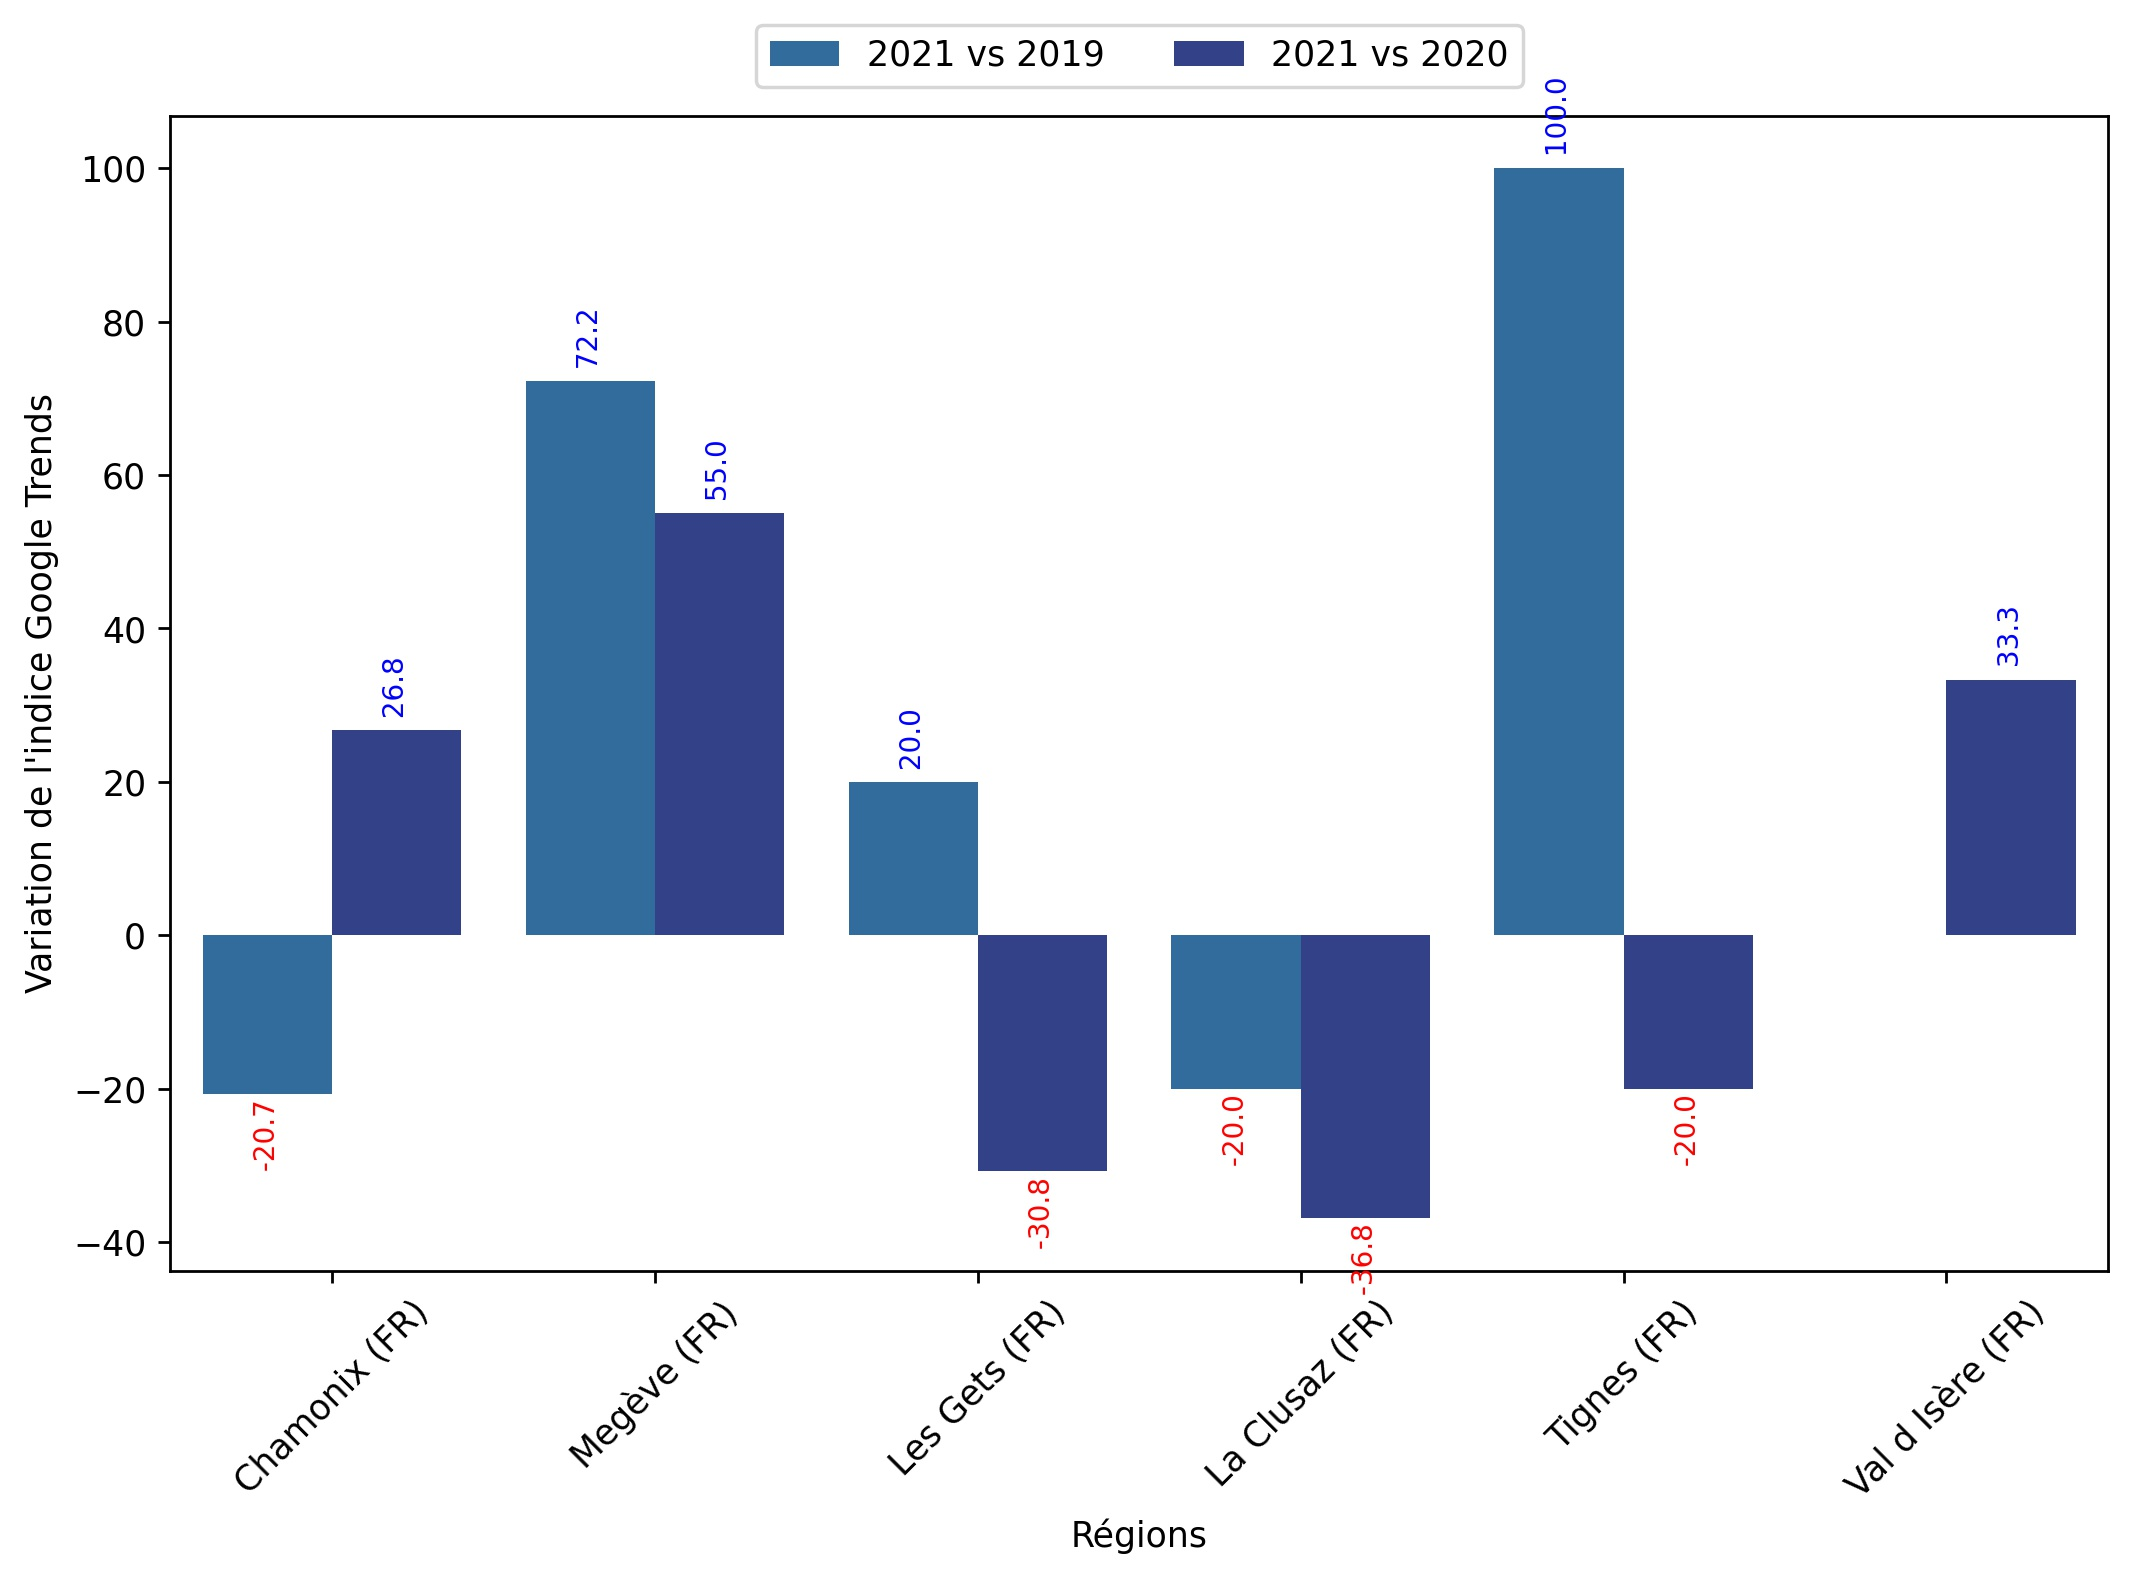 2021 vs 2019
2021 vs 2020
Variation de l'indice Google Trends
100
80
60
40
20
0
−20
−40
-20.7
26.8
72.2
55.0
20.0
-30.8
-20.0
-36.8
100.0
-20.0
33.3
Chamonix (FR)
Megève (FR)
Les Gets (FR)
La Clusaz (FR)
Tignes (FR)
Val d Isère (FR)
Régions